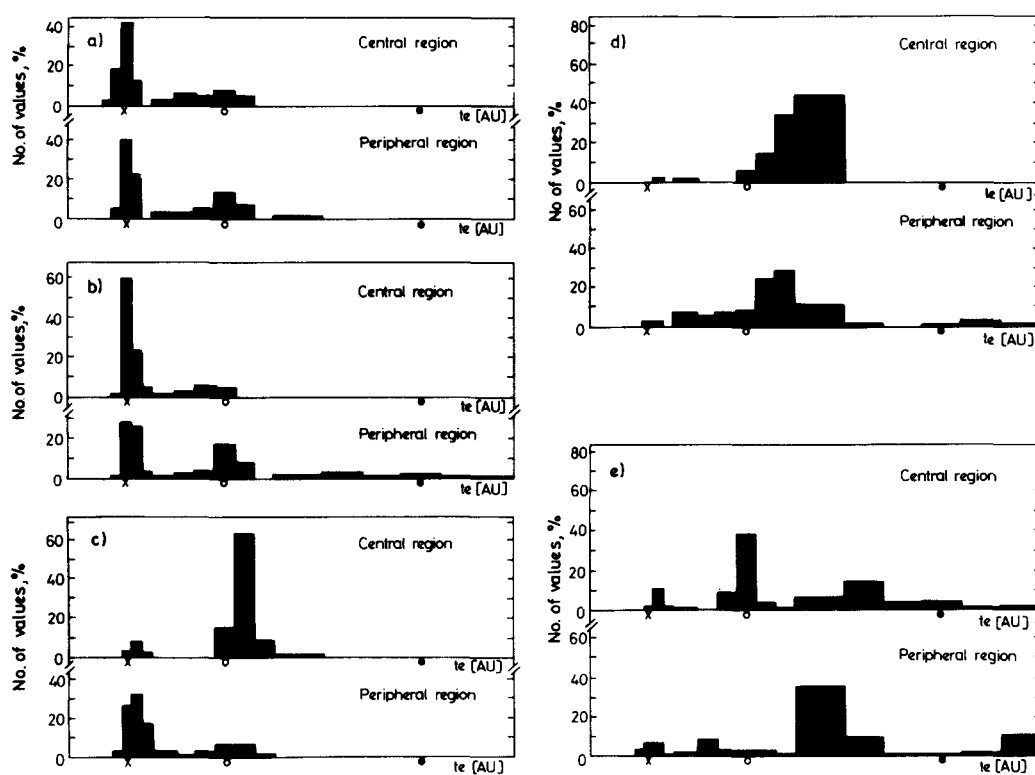 a)
Central region
No. of values, %
40
20
0
x
o
•
te [AU]
Peripheral region
40
20
0
x
o
•
te [AU]
b)
Central region
No. of values, %
60
40
20
0
x
o
•
te [AU]
Peripheral region
20
0
x
o
•
te [AU]
c)
Central region
No. of values, %
60
40
20
0
x
o
•
te [AU]
Peripheral region
40
20
0
x
o
•
te [AU]
d)
Central region
No of values, %
80
60
40
20
0
x
o
•
te [AU]
Peripheral region
60
40
20
0
x
o
•
te [AU]
e)
Central region
No. of values, %
80
60
40
20
0
x
o
•
te [AU]
Peripheral region
60
40
20
0
x
o
•
te [AU]